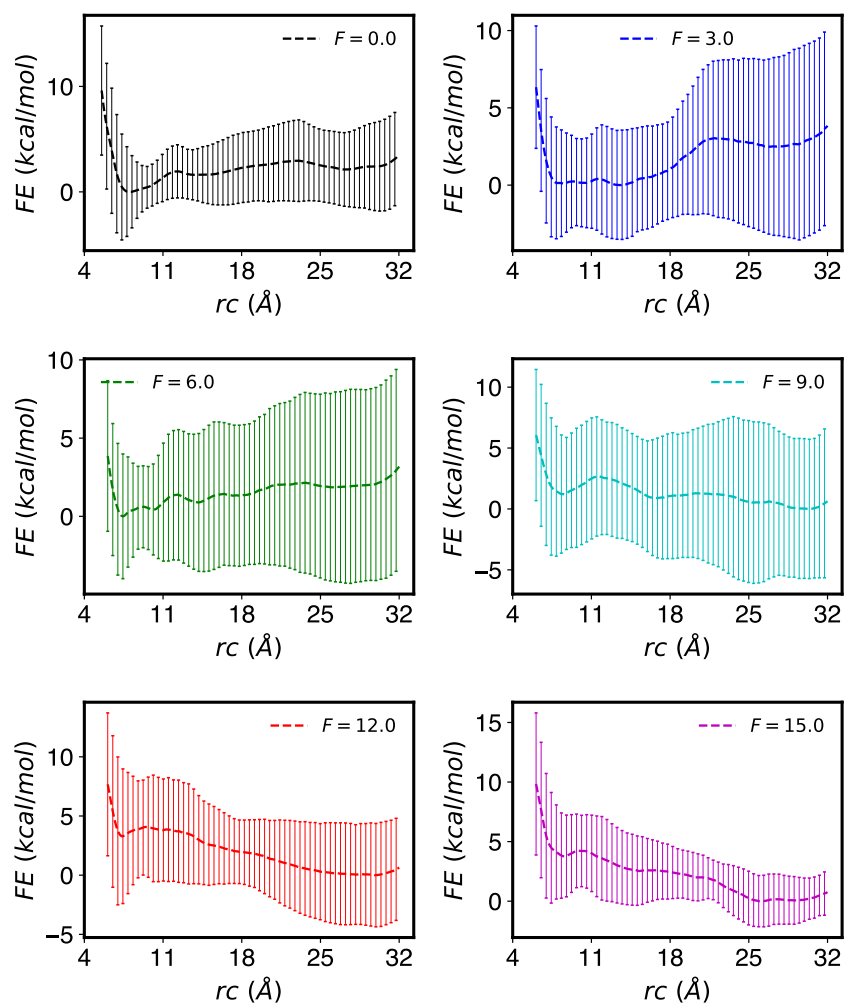 F = 0.0
FE (kcal/mol)
10
0
4 11 18 25 32
rc (Å)
F = 3.0
FE (kcal/mol)
10
5
0
4 11 18 25 32
rc (Å)
F = 6.0
FE (kcal/mol)
10
5
0
4 11 18 25 32
rc (Å)
F = 9.0
FE (kcal/mol)
10
5
0
−5
4 11 18 25 32
rc (Å)
F = 12.0
FE (kcal/mol)
10
5
0
−5
4 11 18 25 32
rc (Å)
F = 15.0
FE (kcal/mol)
15
10
5
0
4 11 18 25 32
rc (Å)